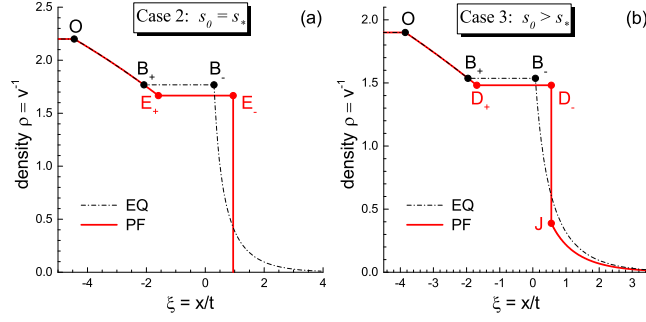 Case 2: s₀ = s*
(a)
O
B₊
B₋
E₊
E₋
EQ
PF
density ρ = v⁻¹
2.5
2.0
1.5
1.0
0.5
0.0
-4
-2
0
2
4
ξ = x/t
Case 3: s₀ > s*
(b)
O
B₊
B₋
D₊
D₋
J
EQ
PF
density ρ = v⁻¹
2.0
1.5
1.0
0.5
0.0
-4
-3
-2
-1
0
1
2
3
ξ = x/t